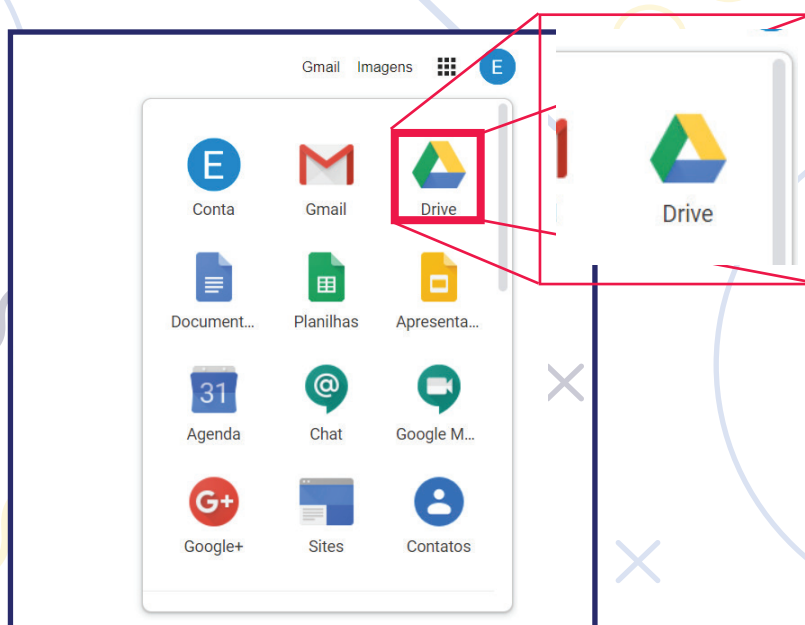 Gmail Imagens E
E
Conta Gmail Drive
Document... Planilhas Apresenta...
31 @
Agenda Chat Google M...
G+
Google+ Sites Contatos
Drive